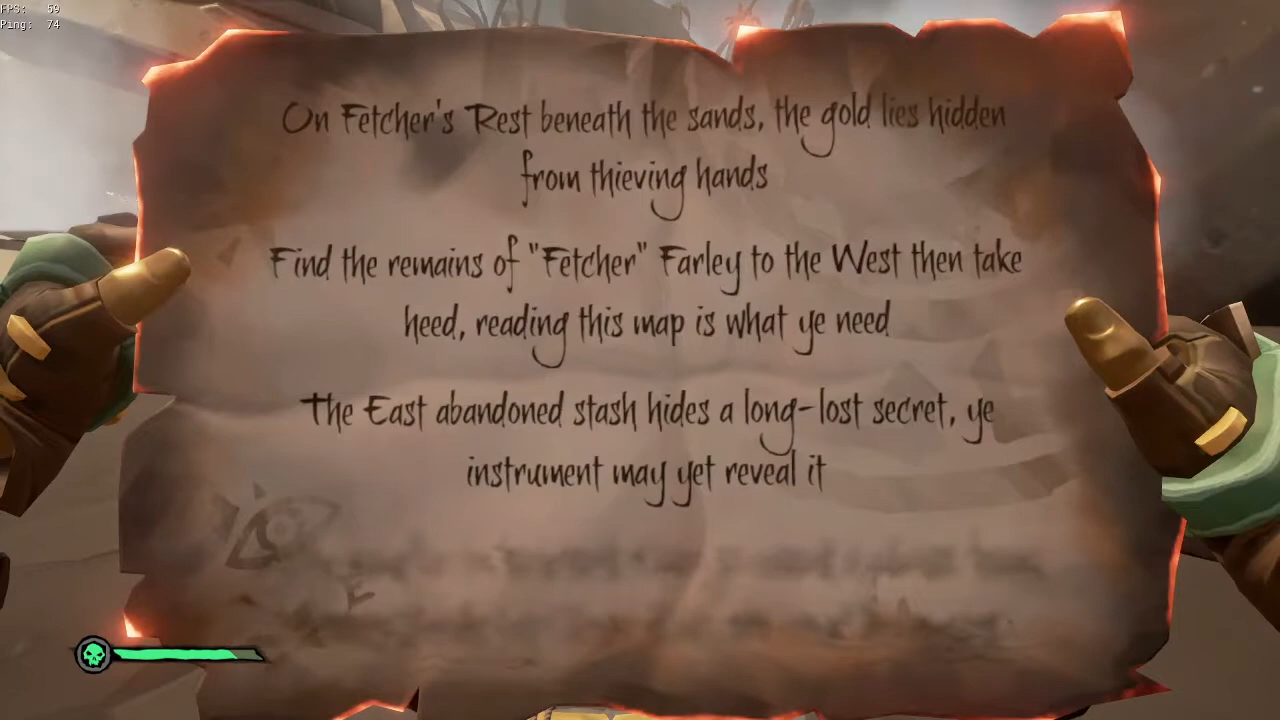 FPS: 59
Ping: 74
On Fetcher's Rest beneath the sands, the gold lies hidden
from thieving hands
Find the remains of "Fetcher" Farley to the West then take
heed, reading this map is what ye need
The East abandoned stash hides a long-lost secret, ye
instrument may yet reveal it